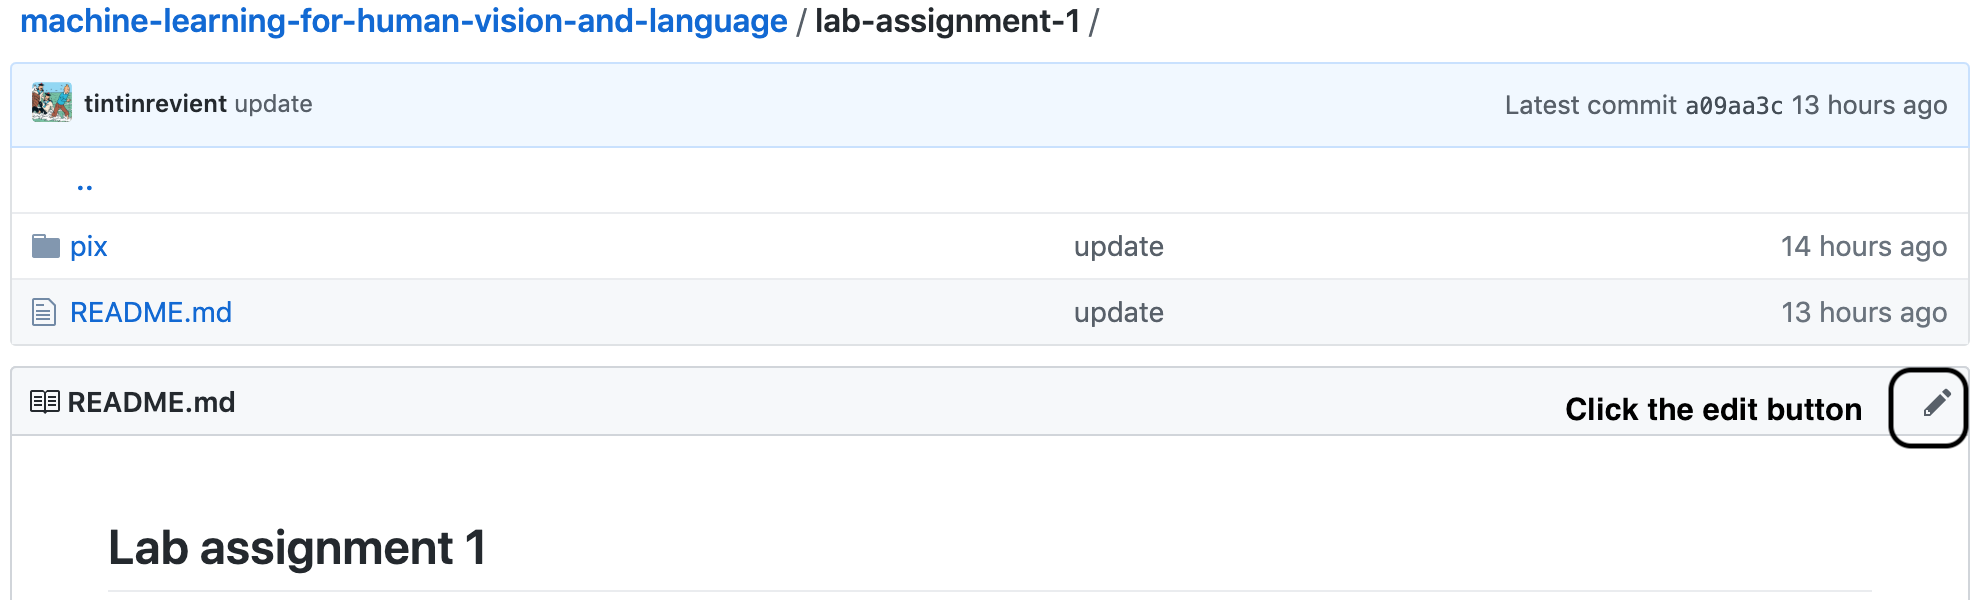 machine-learning-for-human-vision-and-language / lab-assignment-1 /
tintinrevient update Latest commit a09aa3c 13 hours ago
..
pix update 14 hours ago
README.md update 13 hours ago
README.md Click the edit button
Lab assignment 1